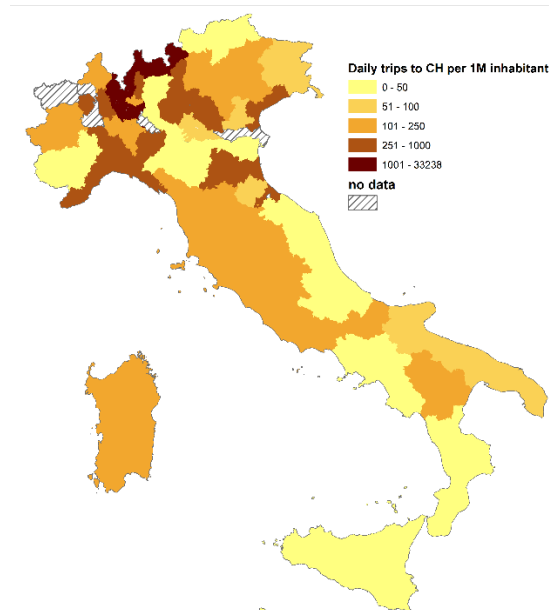 Daily trips to CH per 1M inhabitant
0 - 50
51 - 100
101 - 250
251 - 1000
1001 - 33238
no data